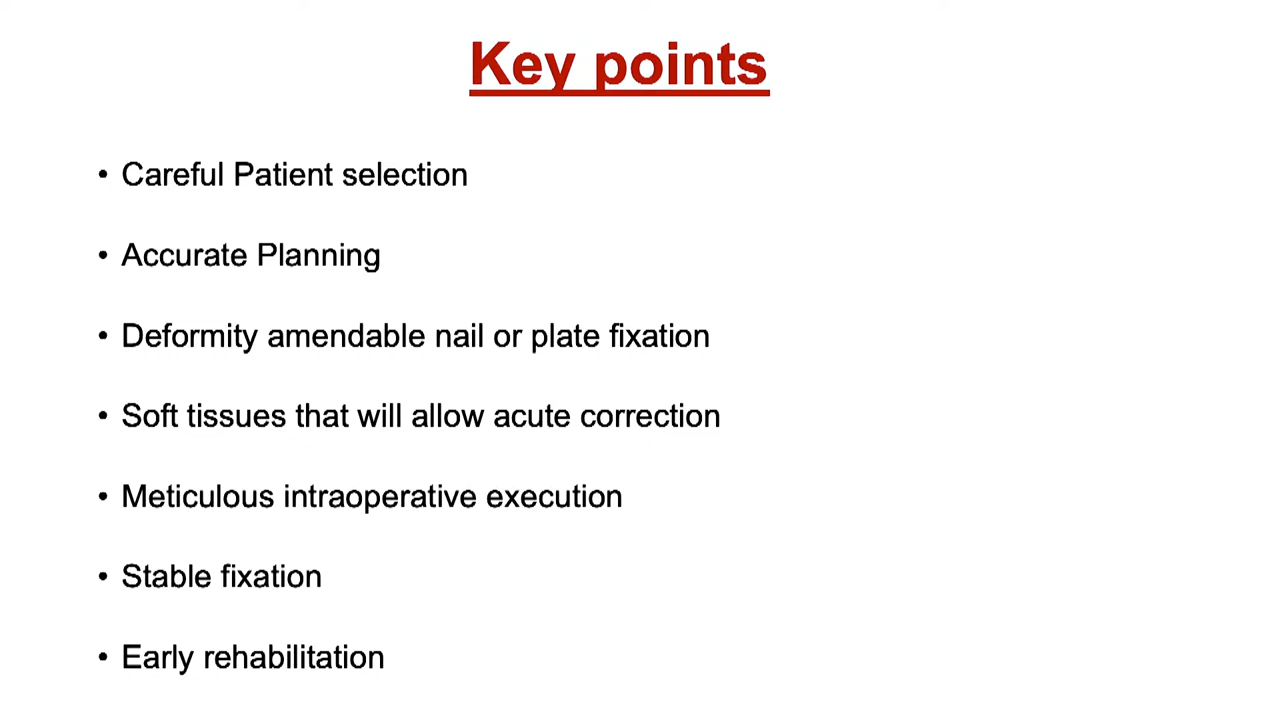 Key points
• Careful Patient selection
• Accurate Planning
• Deformity amendable nail or plate fixation
• Soft tissues that will allow acute correction
• Meticulous intraoperative execution
• Stable fixation
• Early rehabilitation